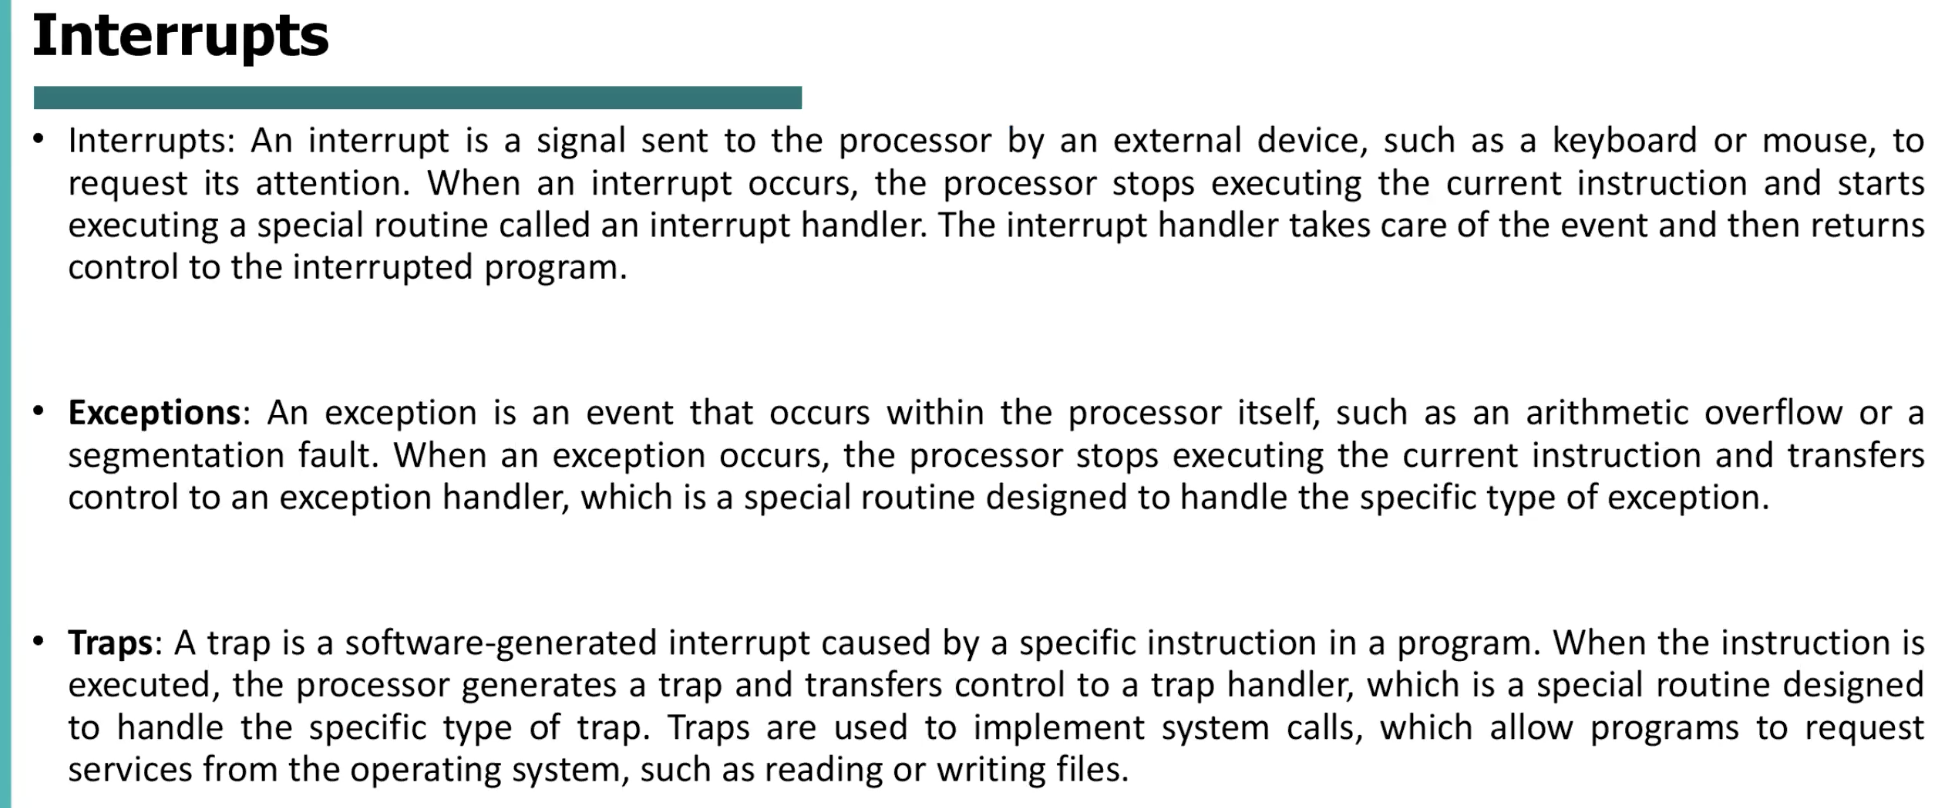 Interrupts
• Interrupts: An interrupt is a signal sent to the processor by an external device, such as a keyboard or mouse, to
request its attention. When an interrupt occurs, the processor stops executing the current instruction and starts
executing a special routine called an interrupt handler. The interrupt handler takes care of the event and then returns
control to the interrupted program.
• Exceptions: An exception is an event that occurs within the processor itself, such as an arithmetic overflow or a
segmentation fault. When an exception occurs, the processor stops executing the current instruction and transfers
control to an exception handler, which is a special routine designed to handle the specific type of exception.
• Traps: A trap is a software-generated interrupt caused by a specific instruction in a program. When the instruction is
executed, the processor generates a trap and transfers control to a trap handler, which is a special routine designed
to handle the specific type of trap. Traps are used to implement system calls, which allow programs to request
services from the operating system, such as reading or writing files.